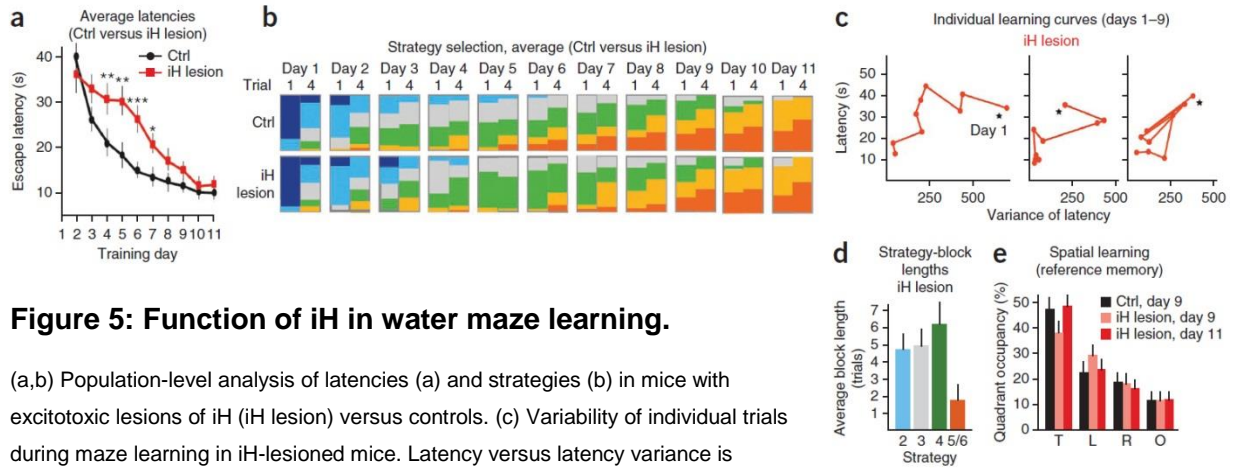 a
Average latencies
(Ctrl versus iH lesion)
Ctrl
iH lesion
Escape latency (s)
40
30
20
10
** ** *** *
1 2 3 4 5 6 7 8 9 10 11
Training day
b
Strategy selection, average (Ctrl versus iH lesion)
Day 1 Day 2 Day 3 Day 4 Day 5 Day 6 Day 7 Day 8 Day 9 Day 10 Day 11
Trial 1 4 1 4 1 4 1 4 1 4 1 4 1 4 1 4 1 4 1 4 1 4
Ctrl
iH
lesion
c
Individual learning curves (days 1–9)
iH lesion
Latency (s)
50
40
30
20
10
*
Day 1
*
*
250 500 250 500 250 500
Variance of latency
d
Strategy-block
lengths
iH lesion
Average block length
(trials)
7
6
5
4
3
2
1
2 3 4 5/6
Strategy
e
Spatial learning
(reference memory)
Ctrl, day 9
iH lesion, day 9
iH lesion, day 11
Quadrant occupancy (%)
50
40
30
20
10
0
T L R O
Figure 5: Function of iH in water maze learning.
(a,b) Population-level analysis of latencies (a) and strategies (b) in mice with
excitotoxic lesions of iH (iH lesion) versus controls. (c) Variability of individual trials
during maze learning in iH-lesioned mice. Latency versus latency variance is